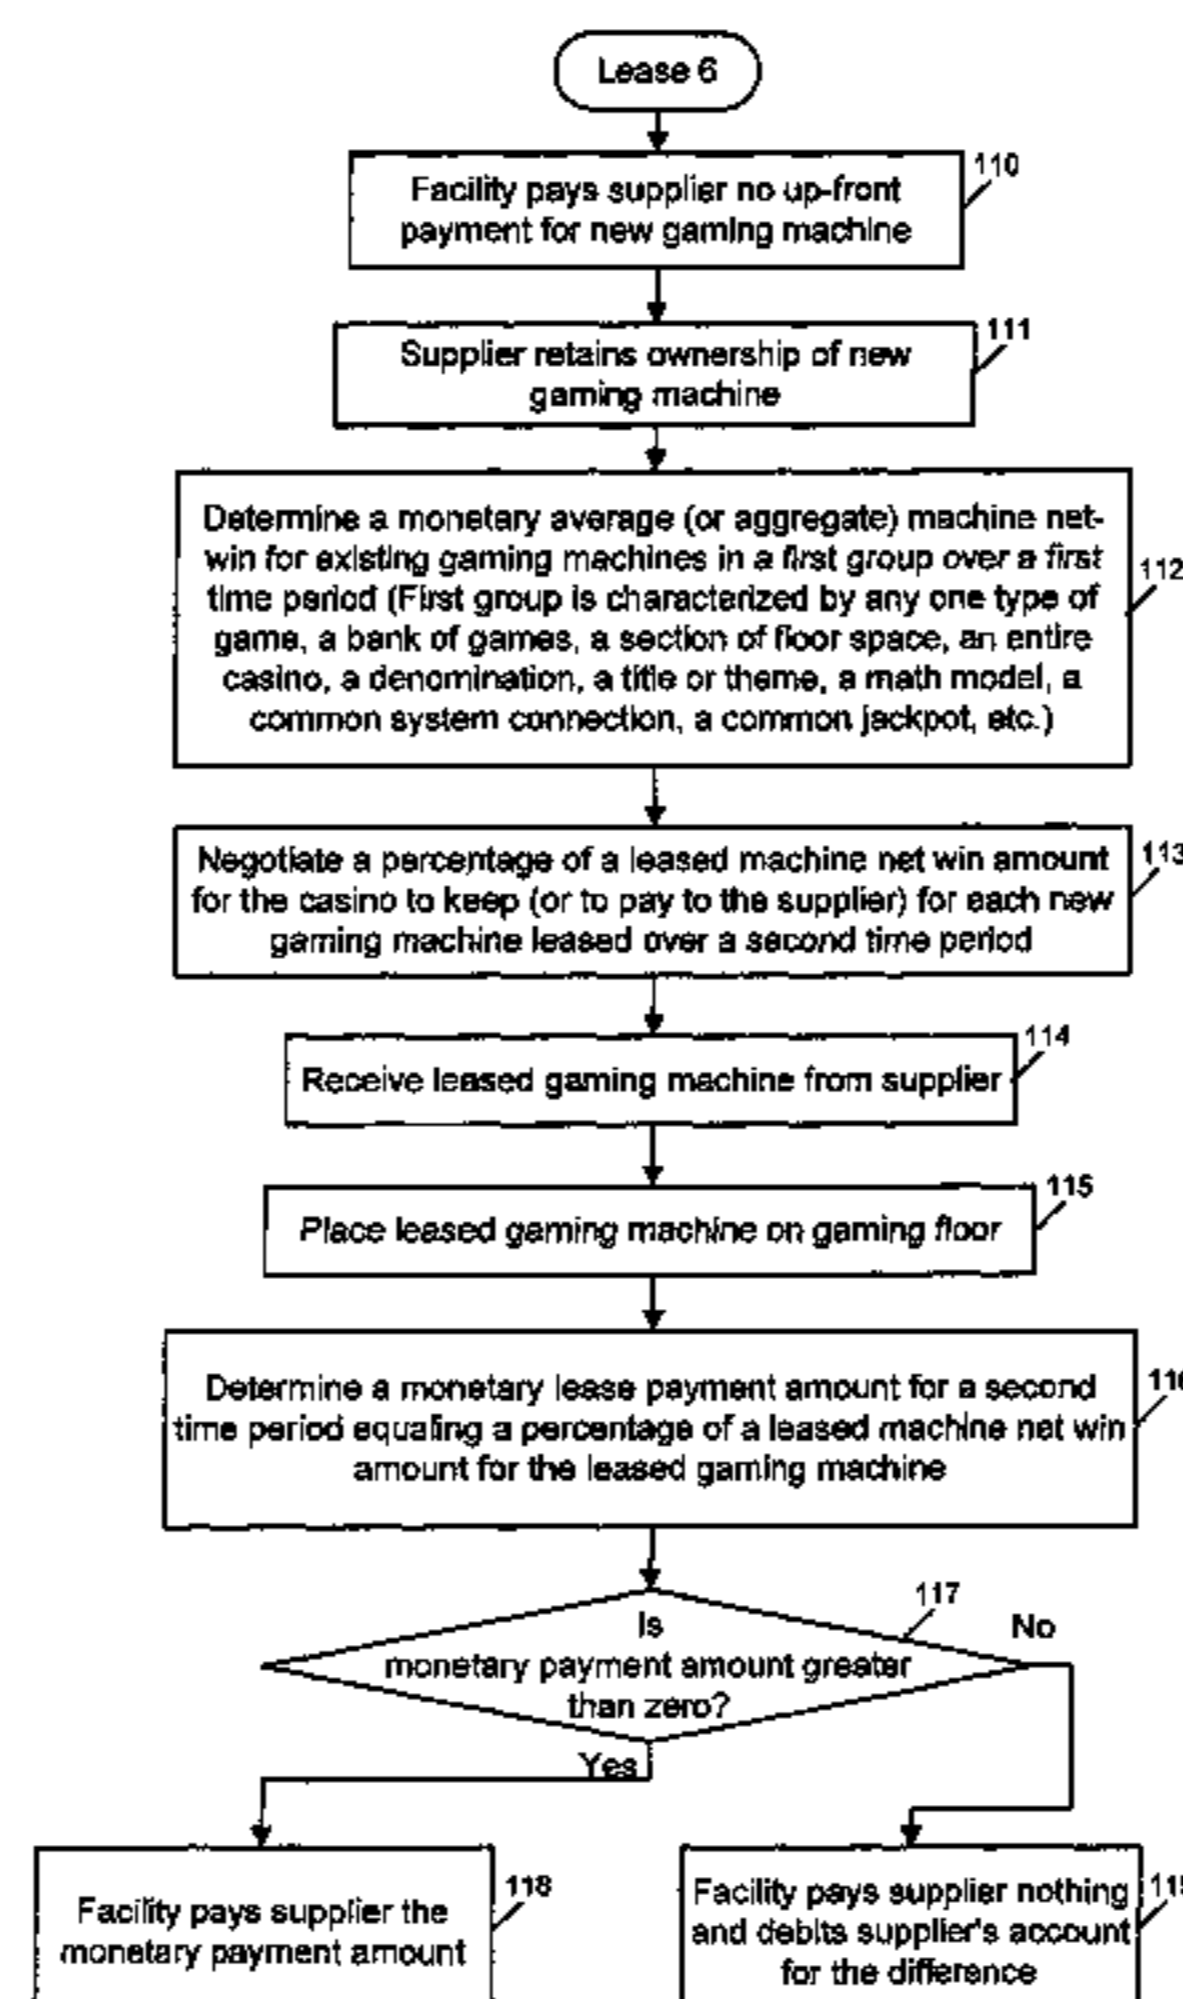 Lease 6
110
Facility pays supplier no up-front
payment for new gaming machine
111
Supplier retains ownership of new
gaming machine
Determine a monetary average (or aggregate) machine net-
win for existing gaming machines in a first group over a first
time period (First group is characterized by any one type of
game, a bank of games, a section of floor space, an entire
casino, a denomination, a title or theme, a math model, a
common system connection, a common jackpot, etc.)
112
Negotiate a percentage of a leased machine net win amount
for the casino to keep (or to pay to the supplier) for each new
gaming machine leased over a second time period
113
114
Receive leased gaming machine from supplier
115
Place leased gaming machine on gaming floor
Determine a monetary lease payment amount for a second
time period equaling a percentage of a leased machine net win
amount for the leased gaming machine
117
Is
monetary payment amount greater
than zero?
No
Yes
118
Facility pays supplier the
monetary payment amount
Facility pays supplier nothing
and debits supplier's account
for the difference